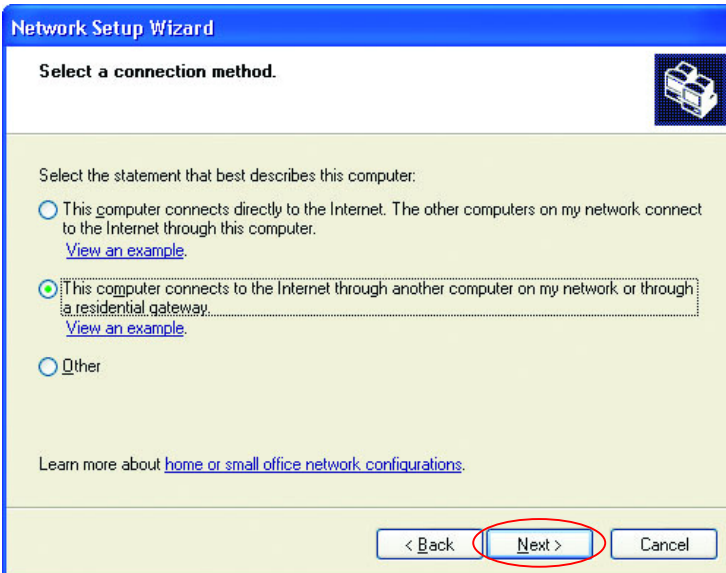 Network Setup Wizard
Select a connection method.
Select the statement that best describes this computer:
This computer connects directly to the Internet. The other computers on my network connect
to the Internet through this computer.
View an example.
This computer connects to the Internet through another computer on my network or through
a residential gateway.
View an example.
Other
Learn more about home or small office network configurations.
< Back Next > Cancel